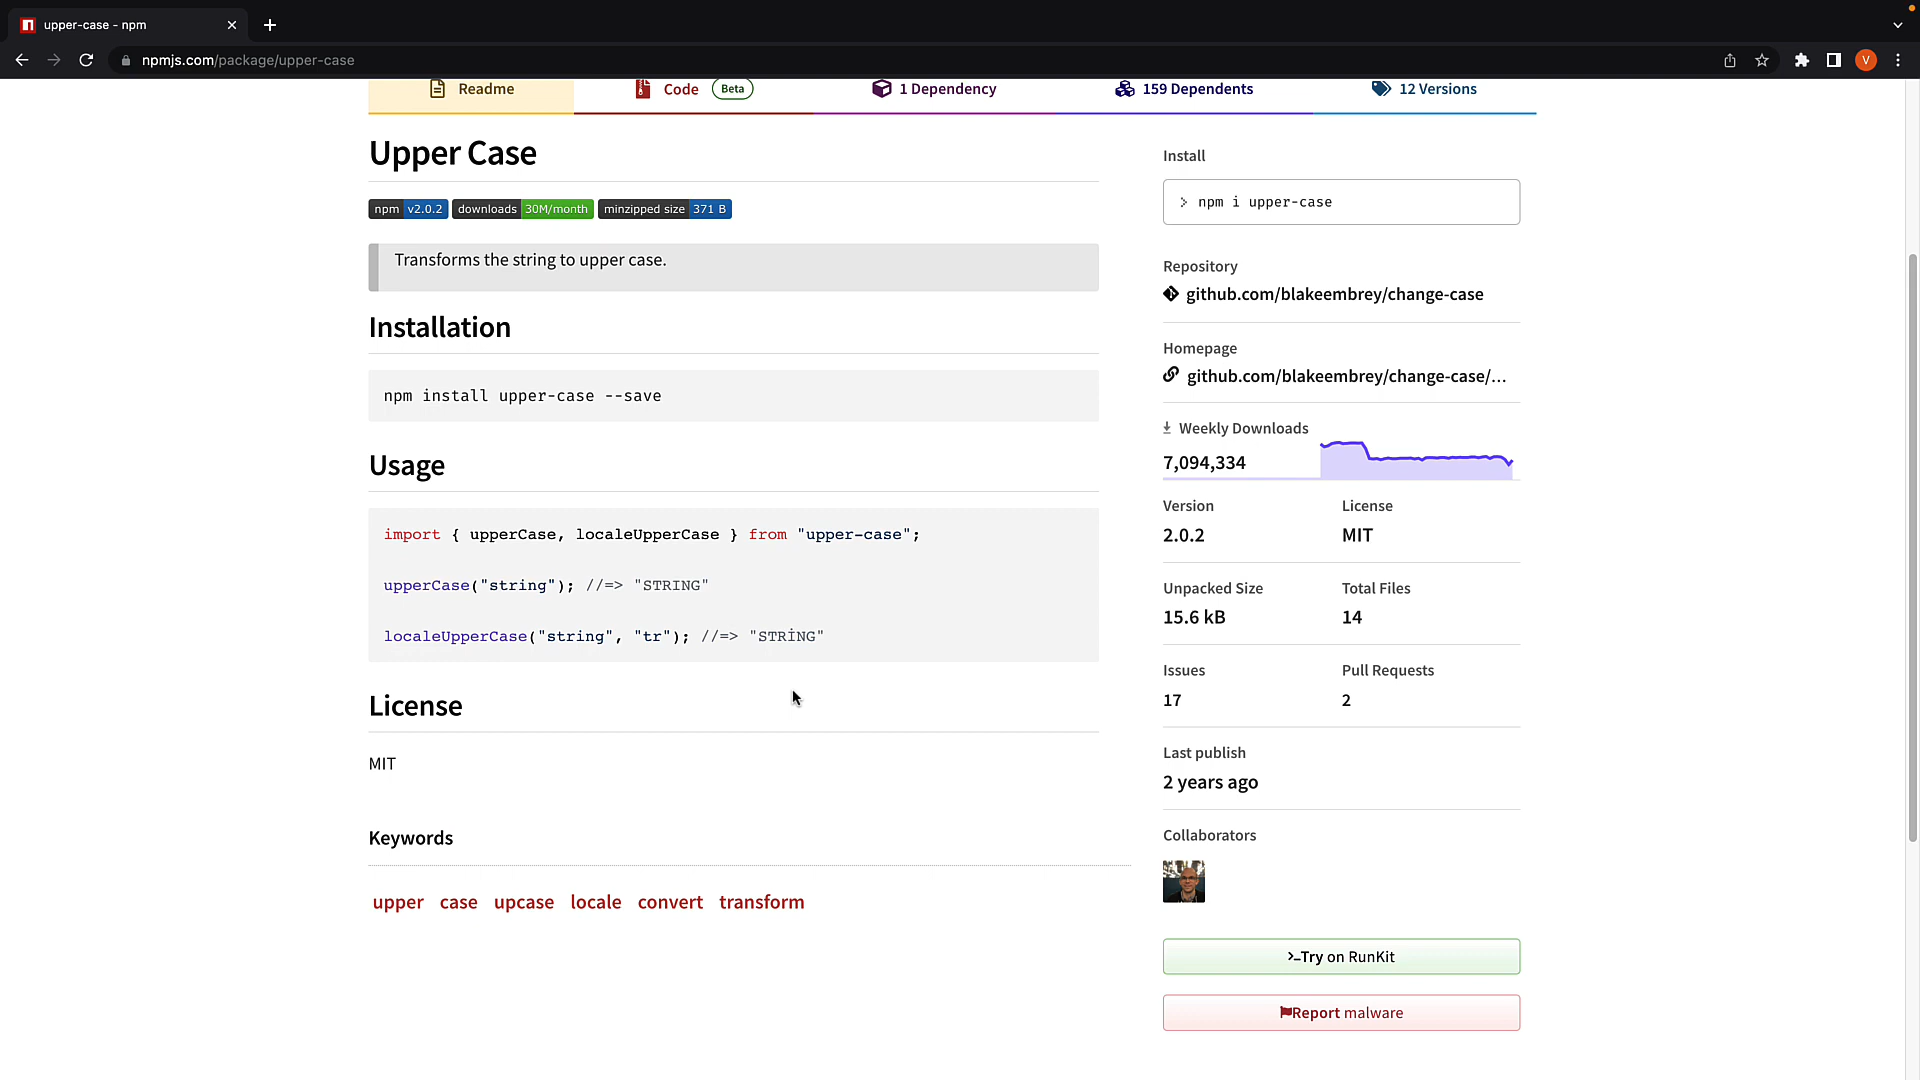 upper-case - npm
npmjs.com/package/upper-case
V
Readme
Code Beta
1 Dependency
159 Dependents
12 Versions
Upper Case
npm v2.0.2 downloads 30M/month minzipped size 371 B
Transforms the string to upper case.
Installation
npm install upper-case --save
Usage
import { upperCase, localeUpperCase } from "upper-case";
upperCase("string"); //=> "STRING"
localeUpperCase("string", "tr"); //=> "STRİNG"
License
MIT
Keywords
upper case upcase locale convert transform
Install
> npm i upper-case
Repository
github.com/blakeembrey/change-case
Homepage
github.com/blakeembrey/change-case/...
Weekly Downloads
7,094,334
Version License
2.0.2 MIT
Unpacked Size Total Files
15.6 kB 14
Issues Pull Requests
17 2
Last publish
2 years ago
Collaborators
>-Try on RunKit
Report malware